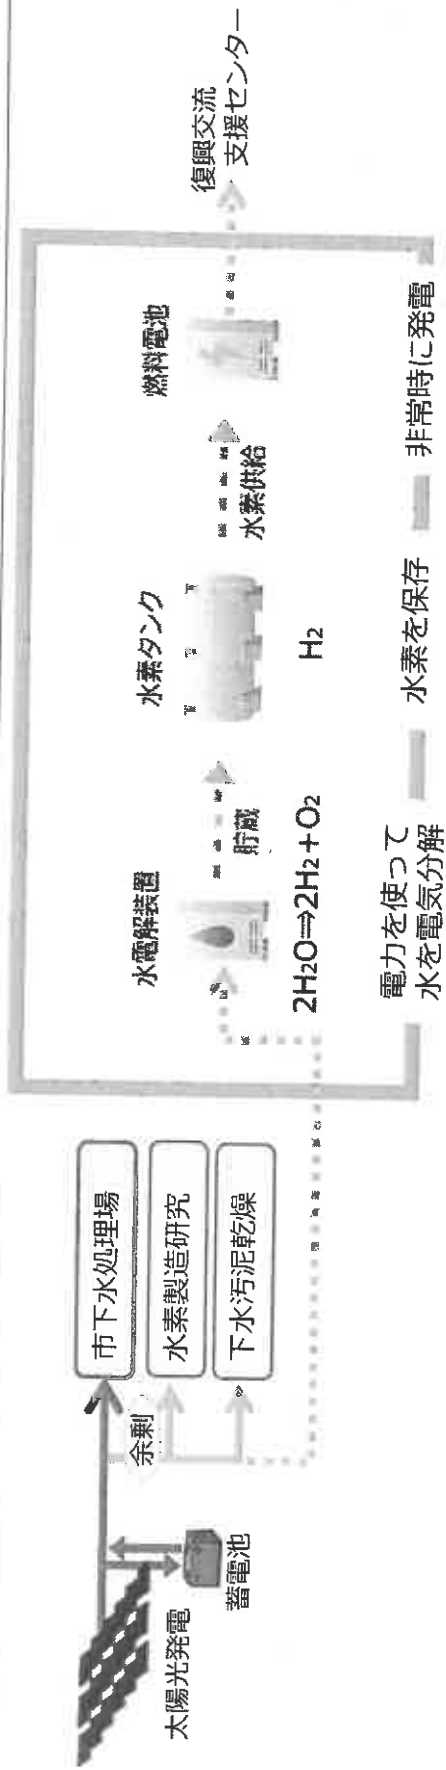 太陽光発電
蓄電池
余剰
市下水処理場
水素製造研究
下水汚泥乾燥
水電解装置
貯蔵
2H2O⇒2H2+O2
水素タンク
H2
水素供給
燃料電池
復興交流
支援センター
電力を使って
水を電気分解
水素を保存
非常時に発電